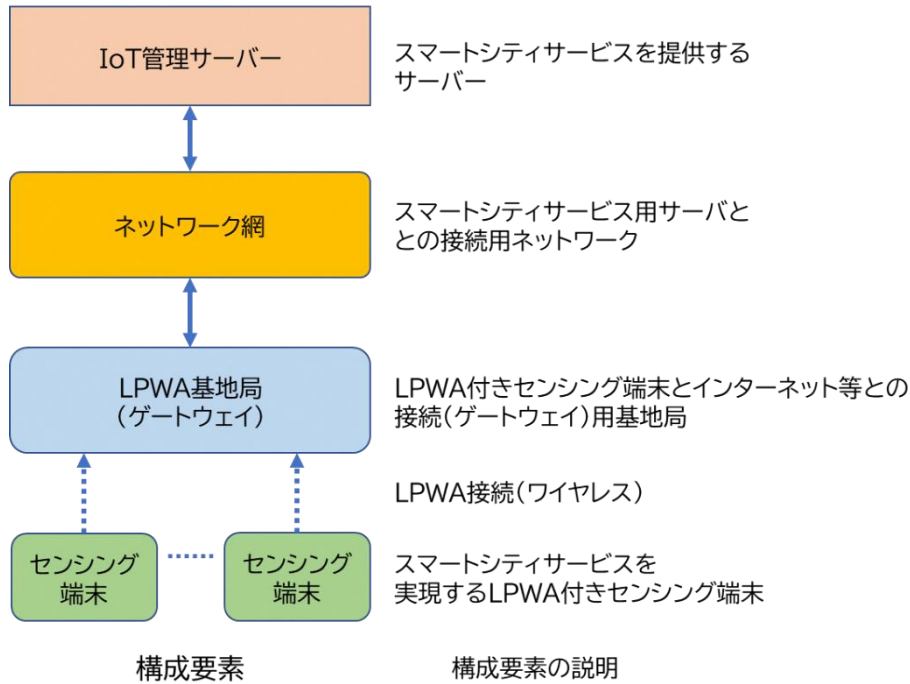 IoT管理サーバー
スマートシティサービスを提供する
サーバー
ネットワーク網
スマートシティサービス用サーバと
との接続用ネットワーク
LPWA基地局
（ゲートウェイ）
LPWA付きセンシング端末とインターネット等との
接続（ゲートウェイ）用基地局
LPWA接続（ワイヤレス）
センシング
端末
センシング
端末
スマートシティサービスを
実現するLPWA付きセンシング端末
構成要素
構成要素の説明